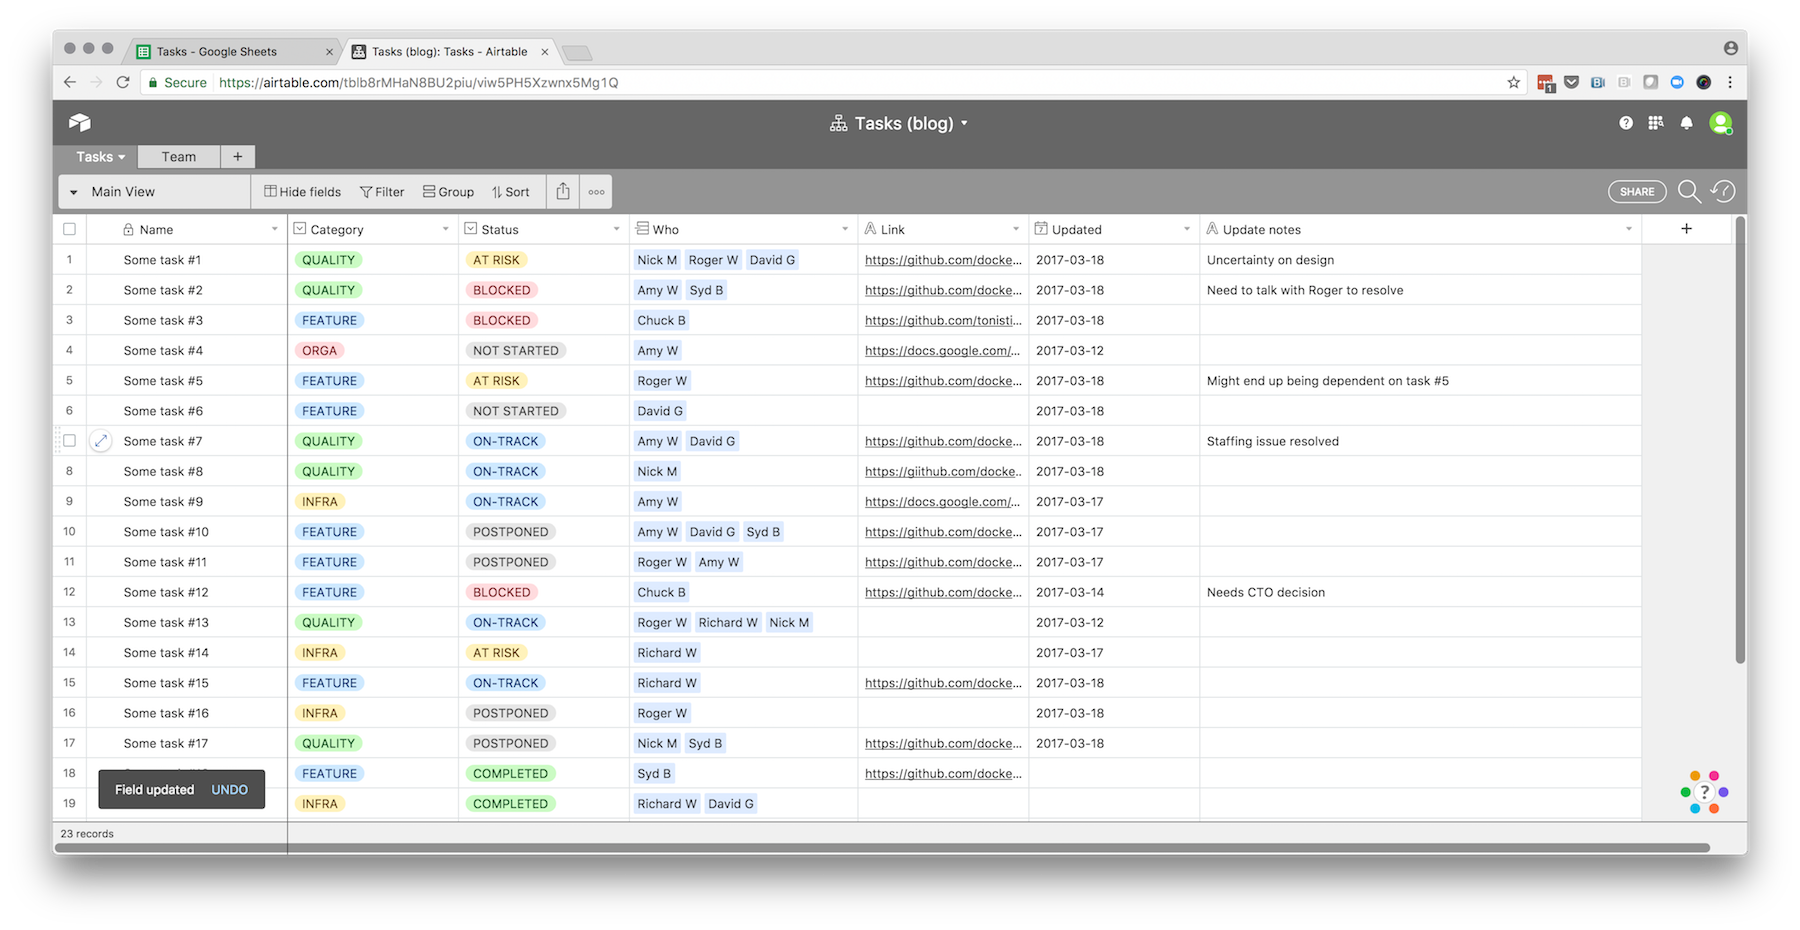 Tasks - Google Sheets × Tasks (blog): Tasks - Airtable ×
Secure https://airtable.com/tblb8rMHaN8BU2piu/viw5PH5Xzwnx5Mg1Q 1
Tasks (blog)
Tasks Team +
Main View Hide fields Filter Group Sort SHARE
Name Category Status Who Link Updated Update notes +
1 Some task #1 QUALITY AT RISK Nick M Roger W David G https://github.com/docke... 2017-03-18 Uncertainty on design
2 Some task #2 QUALITY BLOCKED Amy W Syd B https://github.com/docke... 2017-03-18 Need to talk with Roger to resolve
3 Some task #3 FEATURE BLOCKED Chuck B https://github.com/tonisti... 2017-03-18
4 Some task #4 ORGA NOT STARTED Amy W https://docs.google.com/... 2017-03-12
5 Some task #5 FEATURE AT RISK Roger W https://github.com/docke... 2017-03-18 Might end up being dependent on task #5
6 Some task #6 FEATURE NOT STARTED David G 2017-03-18
Some task #7 QUALITY ON-TRACK Amy W David G https://github.com/docke... 2017-03-18 Staffing issue resolved
8 Some task #8 QUALITY ON-TRACK Nick M https://giithub.com/docke.. 2017-03-18
9 Some task #9 INFRA ON-TRACK Amy W https://docs.google.com/... 2017-03-17
10 Some task #10 FEATURE POSTPONED Amy W David G Syd B https://github.com/docke... 2017-03-17
11 Some task #11 FEATURE POSTPONED Roger W Amy W https://github.com/docke... 2017-03-17
12 Some task #12 FEATURE BLOCKED Chuck B https://github.com/docke... 2017-03-14 Needs CTO decision
13 Some task #13 QUALITY ON-TRACK Roger W Richard W Nick M 2017-03-12
14 Some task #14 INFRA AT RISK Richard W 2017-03-17
15 Some task #15 FEATURE ON-TRACK Richard W https://github.com/docke... 2017-03-18
16 Some task #16 INFRA POSTPONED Roger W 2017-03-18
17 Some task #17 QUALITY POSTPONED Nick M Syd B https://github.com/docke... 2017-03-18
18 FEATURE COMPLETED Syd B https://github.com/docke...
Field updated UNDO
19 INFRA COMPLETED Richard W David G
23 records